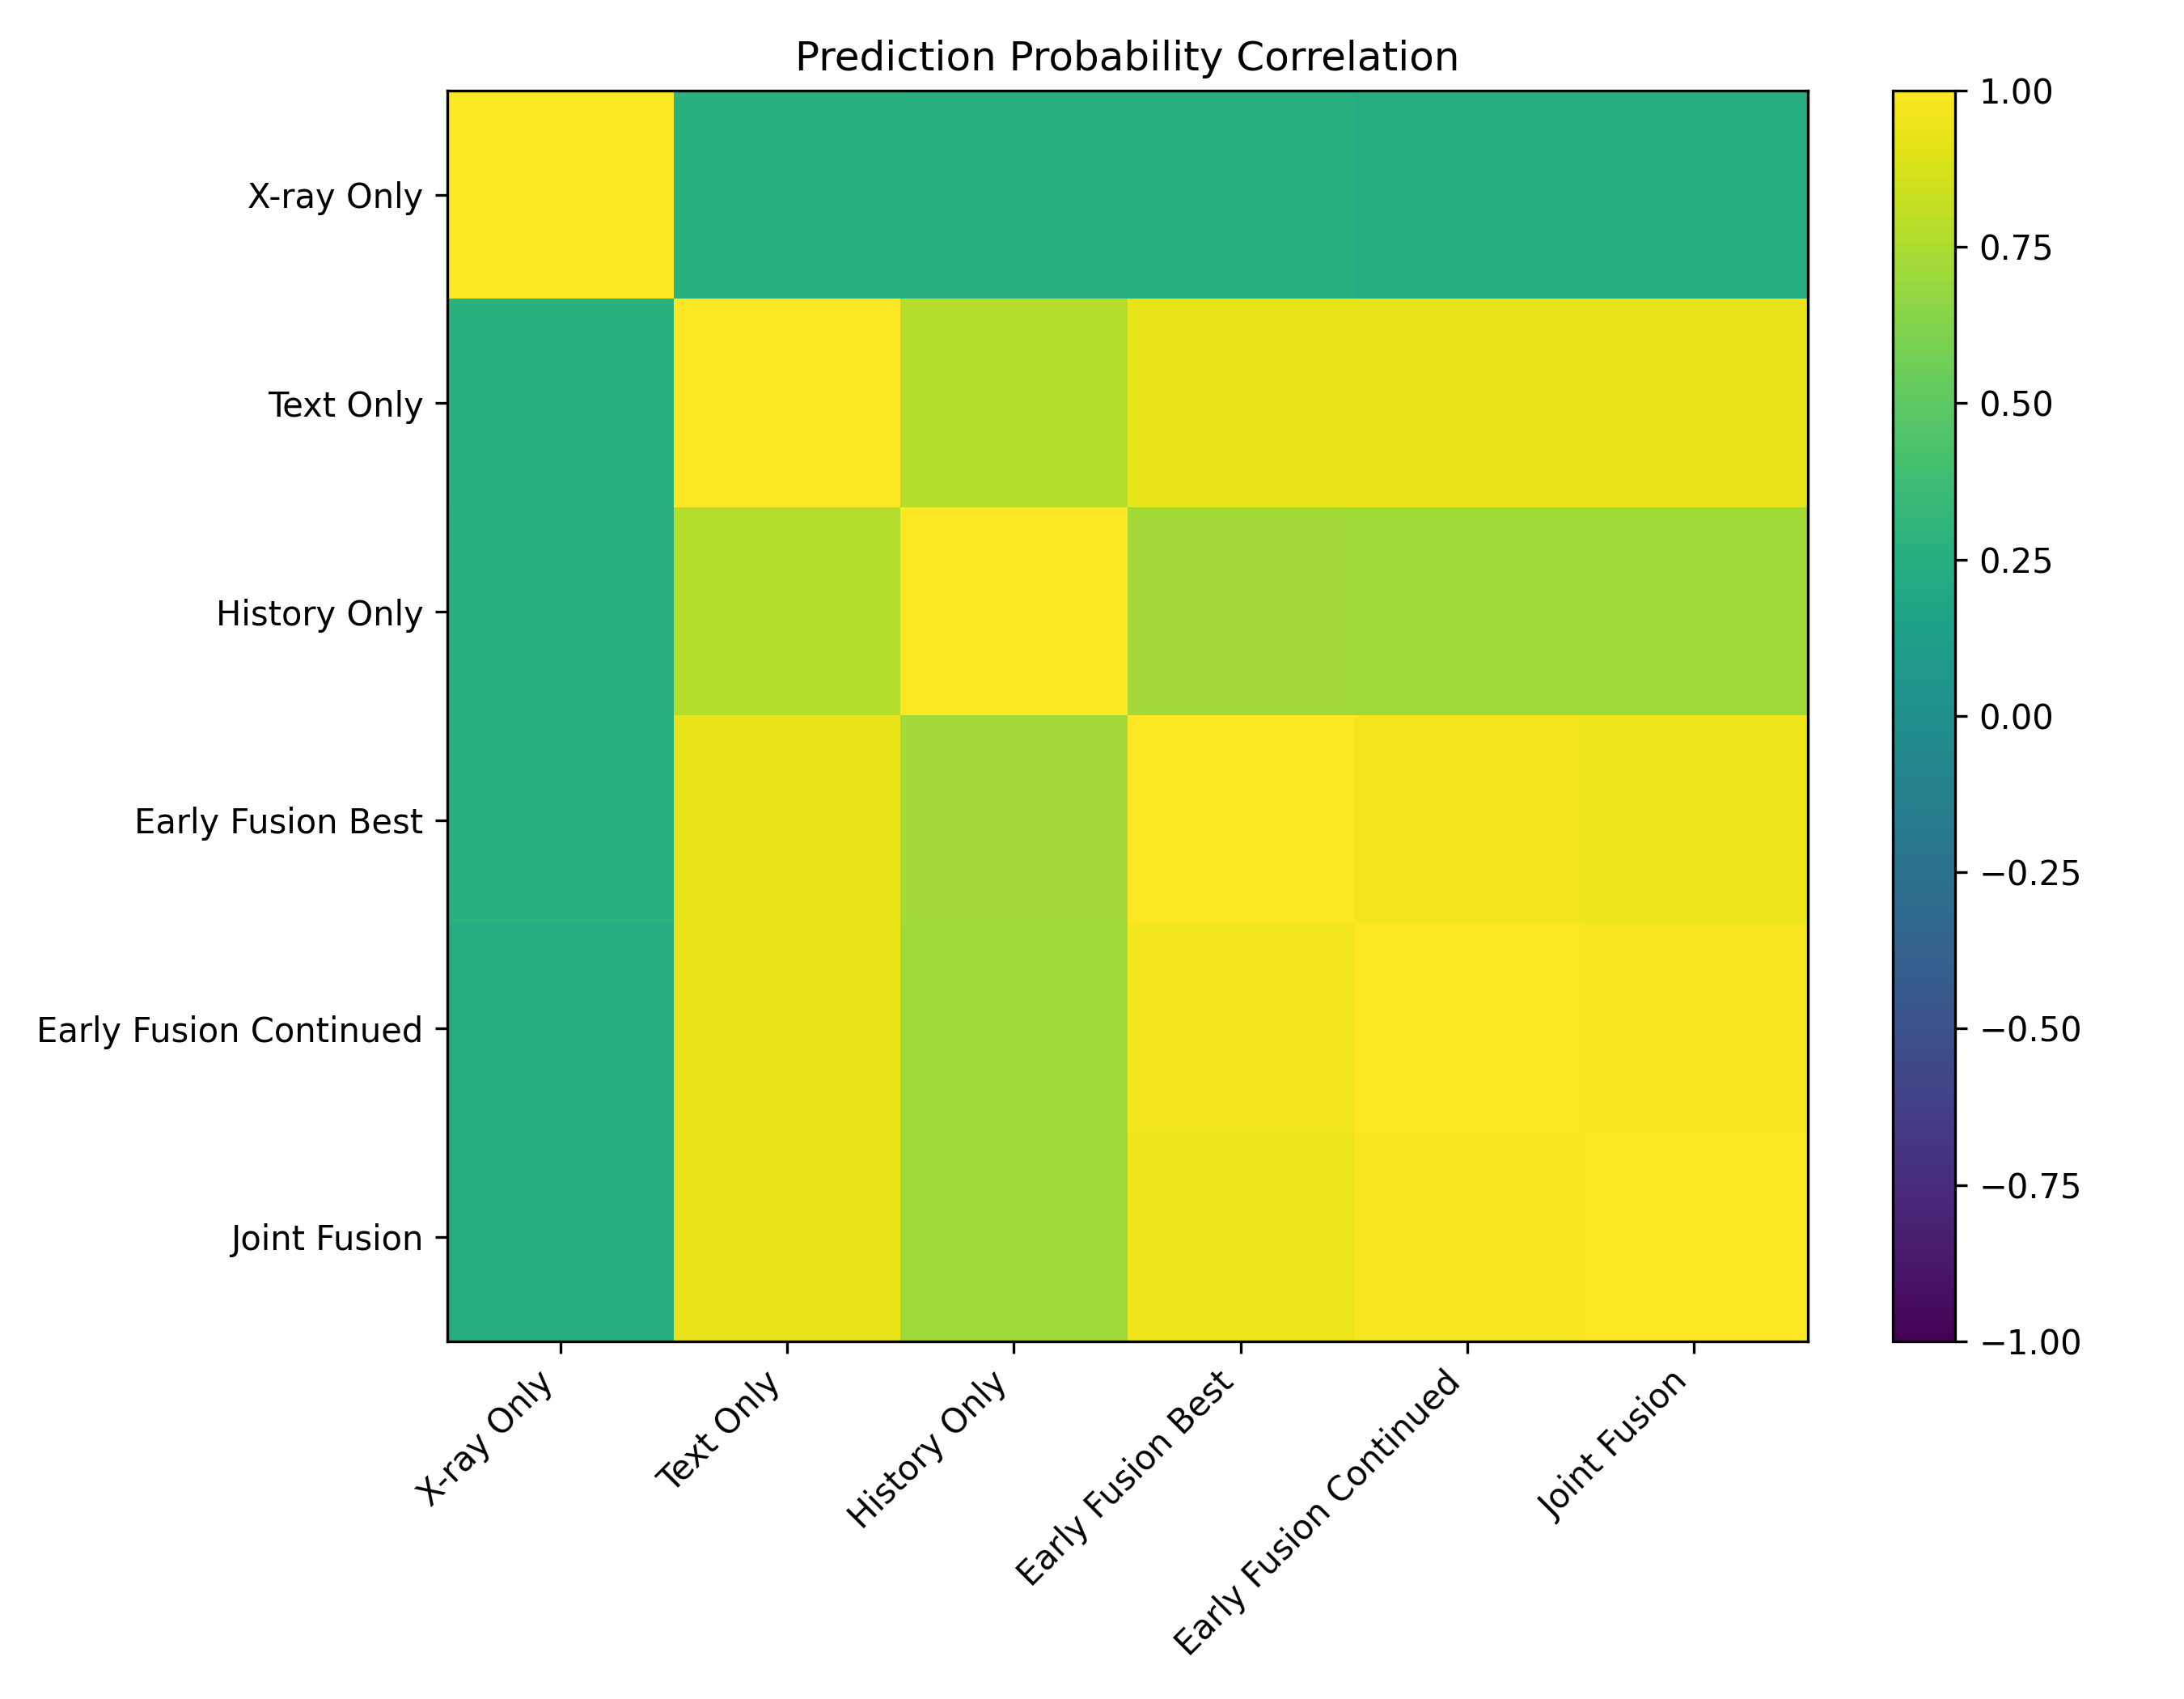 Prediction Probability Correlation
X-ray Only
Text Only
History Only
Early Fusion Best
Early Fusion Continued
Joint Fusion
X-ray Only
Text Only
History Only
Early Fusion Best
Early Fusion Continued
Joint Fusion
1.00
0.75
0.50
0.25
0.00
−0.25
−0.50
−0.75
−1.00